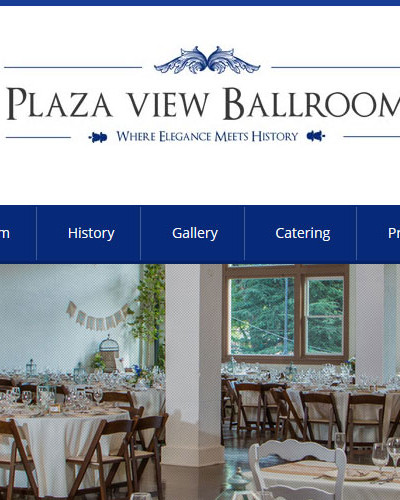 PLAZA VIEW BALLROOM
WHERE ELEGANCE MEETS HISTORY
History Gallery Catering